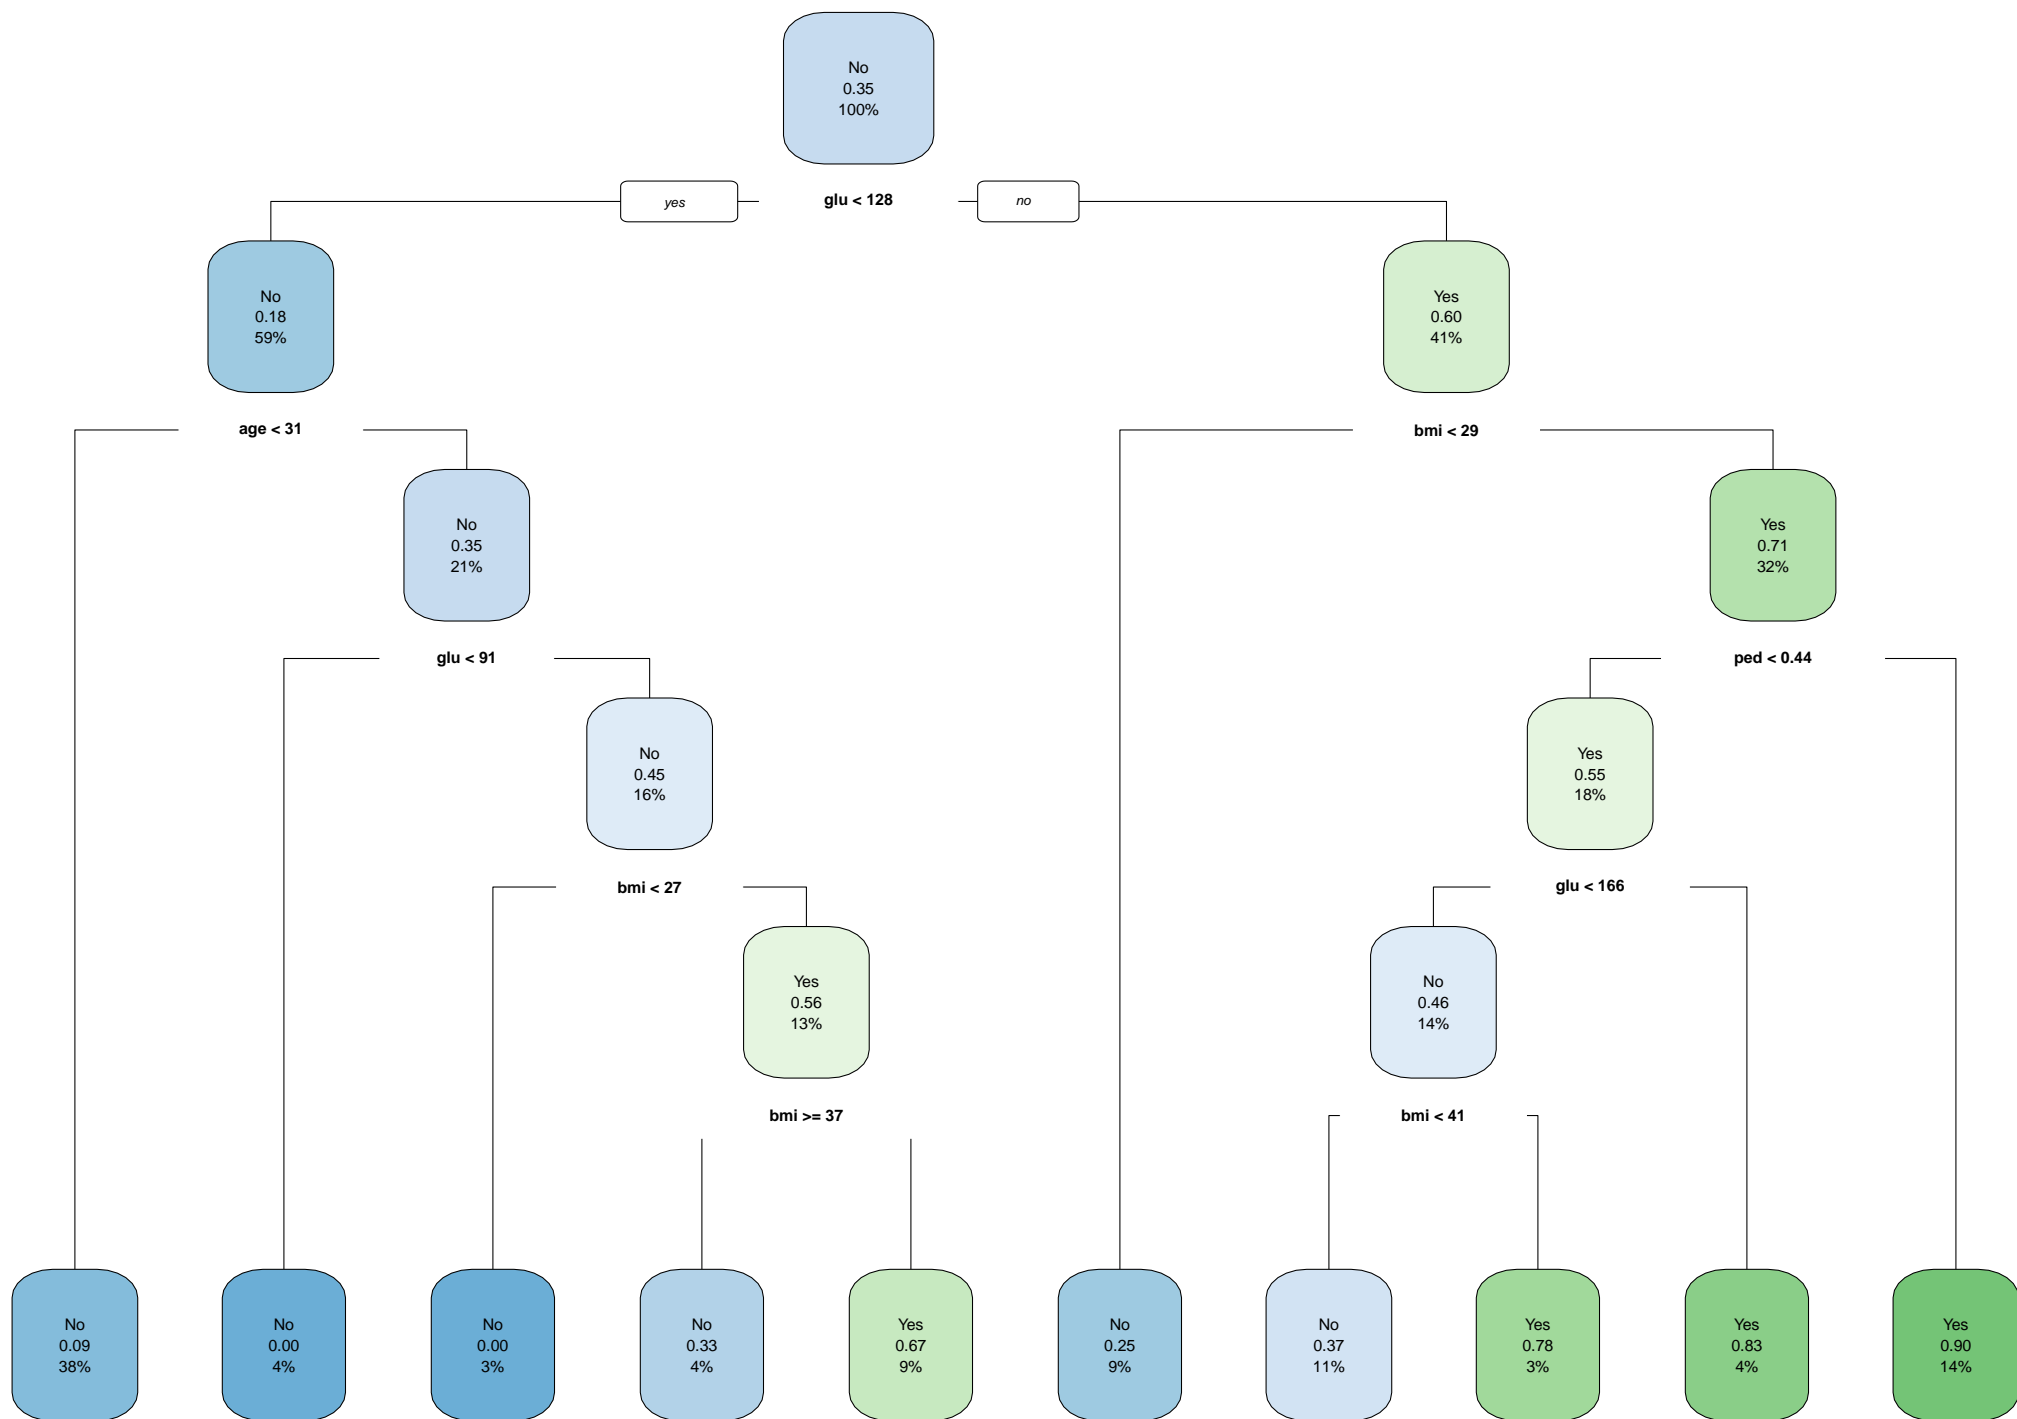 No
0.35
100%
yes
glu < 128
no
No
0.18
59%
Yes
0.60
41%
age < 31
bmi < 29
No
0.35
21%
Yes
0.71
32%
glu < 91
ped < 0.44
No
0.45
16%
Yes
0.55
18%
bmi < 27
glu < 166
Yes
0.56
13%
No
0.46
14%
bmi >= 37
bmi < 41
No
0.09
38%
No
0.00
4%
No
0.00
3%
No
0.33
4%
Yes
0.67
9%
No
0.25
9%
No
0.37
11%
Yes
0.78
3%
Yes
0.83
4%
Yes
0.90
14%